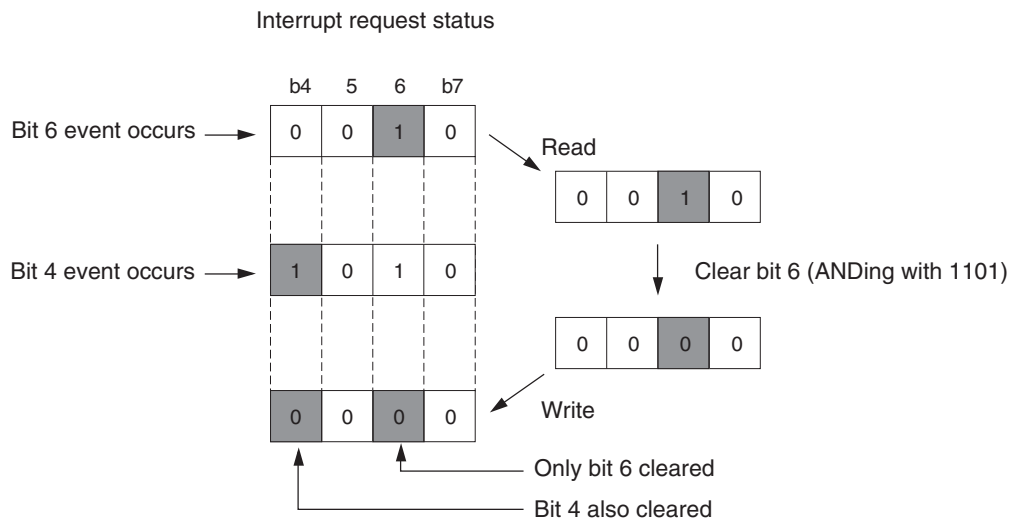 Interrupt request status
b4 5 6 b7
Bit 6 event occurs
0 0 1 0
Read
0 0 1 0
Bit 4 event occurs
1 0 1 0
Clear bit 6 (ANDing with 1101)
0 0 0 0
Write
0 0 0 0
Only bit 6 cleared
Bit 4 also cleared